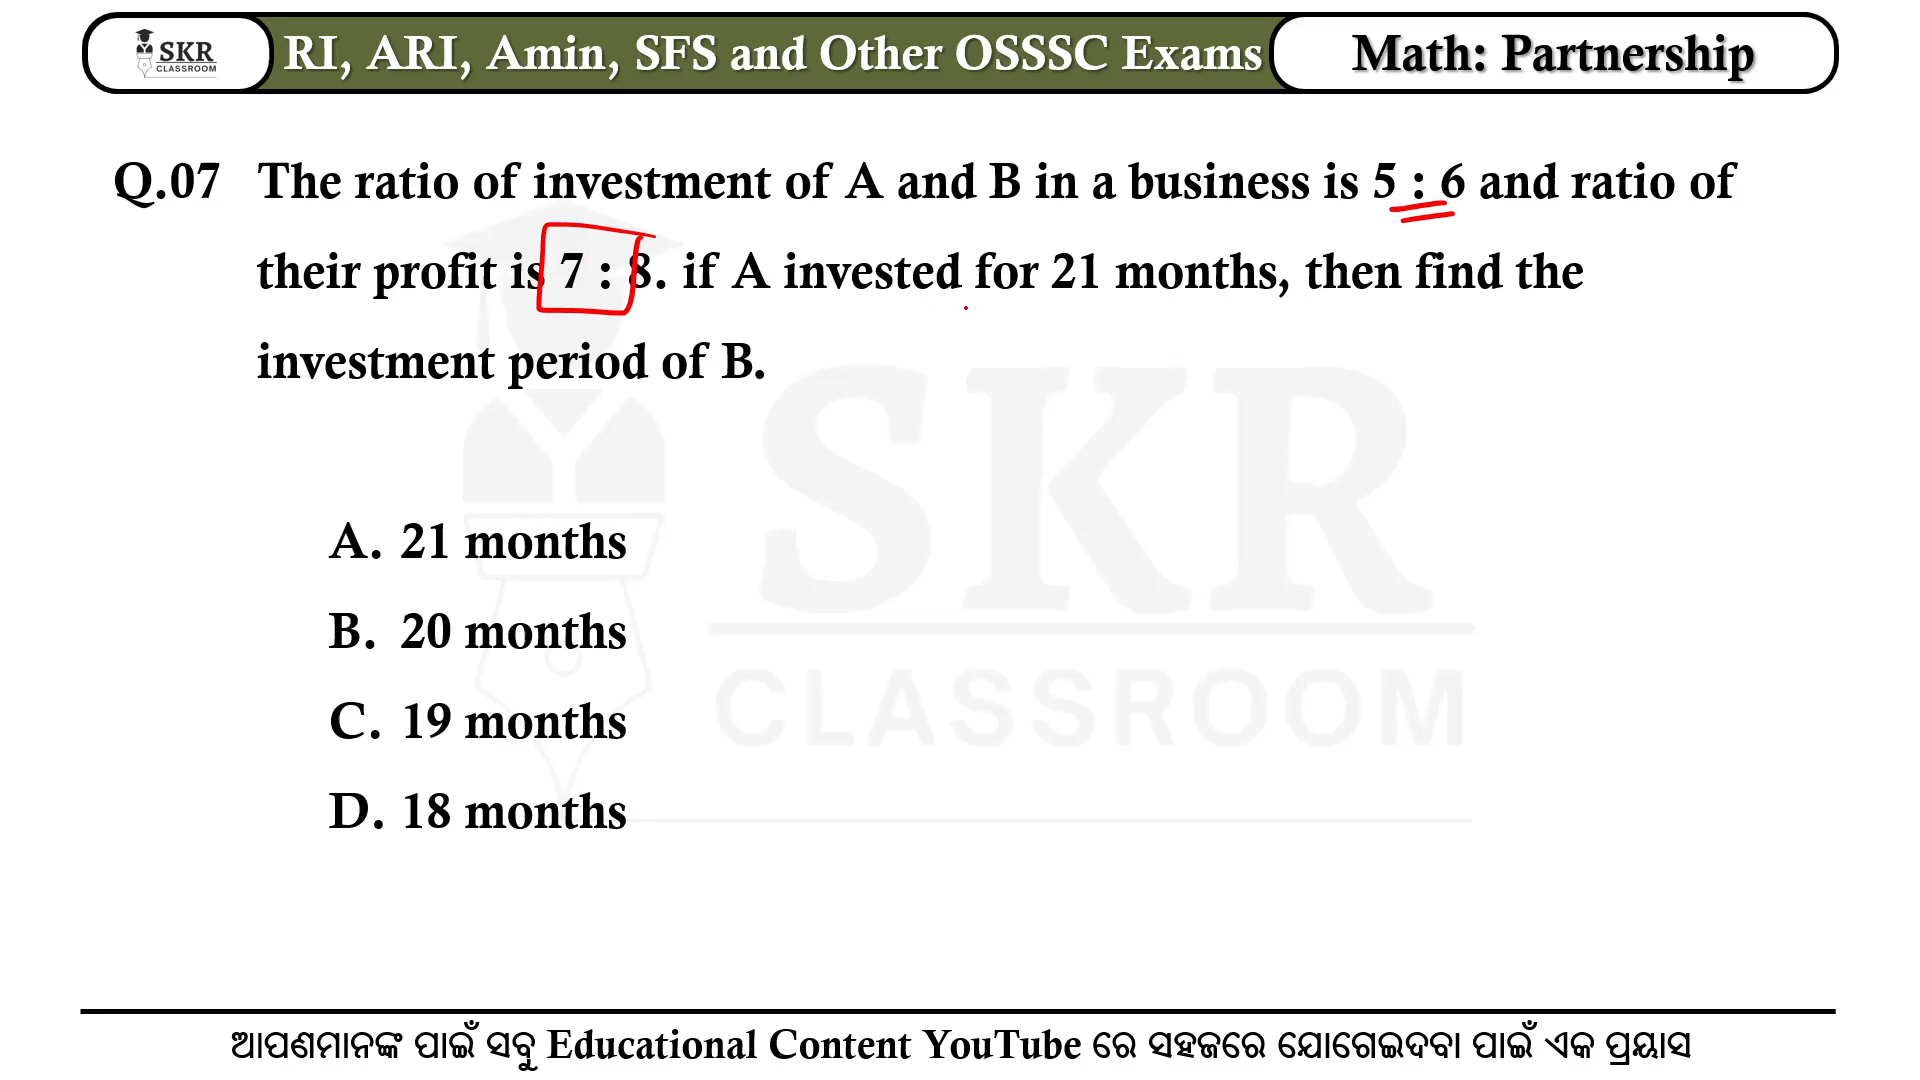 SKR
CLASSROOM
RI, ARI, Amin, SFS and Other OSSSC Exams
Math: Partnership
Q.07 The ratio of investment of A and B in a business is 5 : 6 and ratio of
their profit is 7 : 8. if A invested for 21 months, then find the
investment period of B.
SKR
CLASSROOM
A. 21 months
B. 20 months
C. 19 months
D. 18 months
ଆପଣମାନଙ୍କ ପାଇଁ ସବୁ Educational Content YouTube ରେ ସହଜରେ ଯୋଗେଇଦବା ପାଇଁ ଏକ ପ୍ରୟାସ